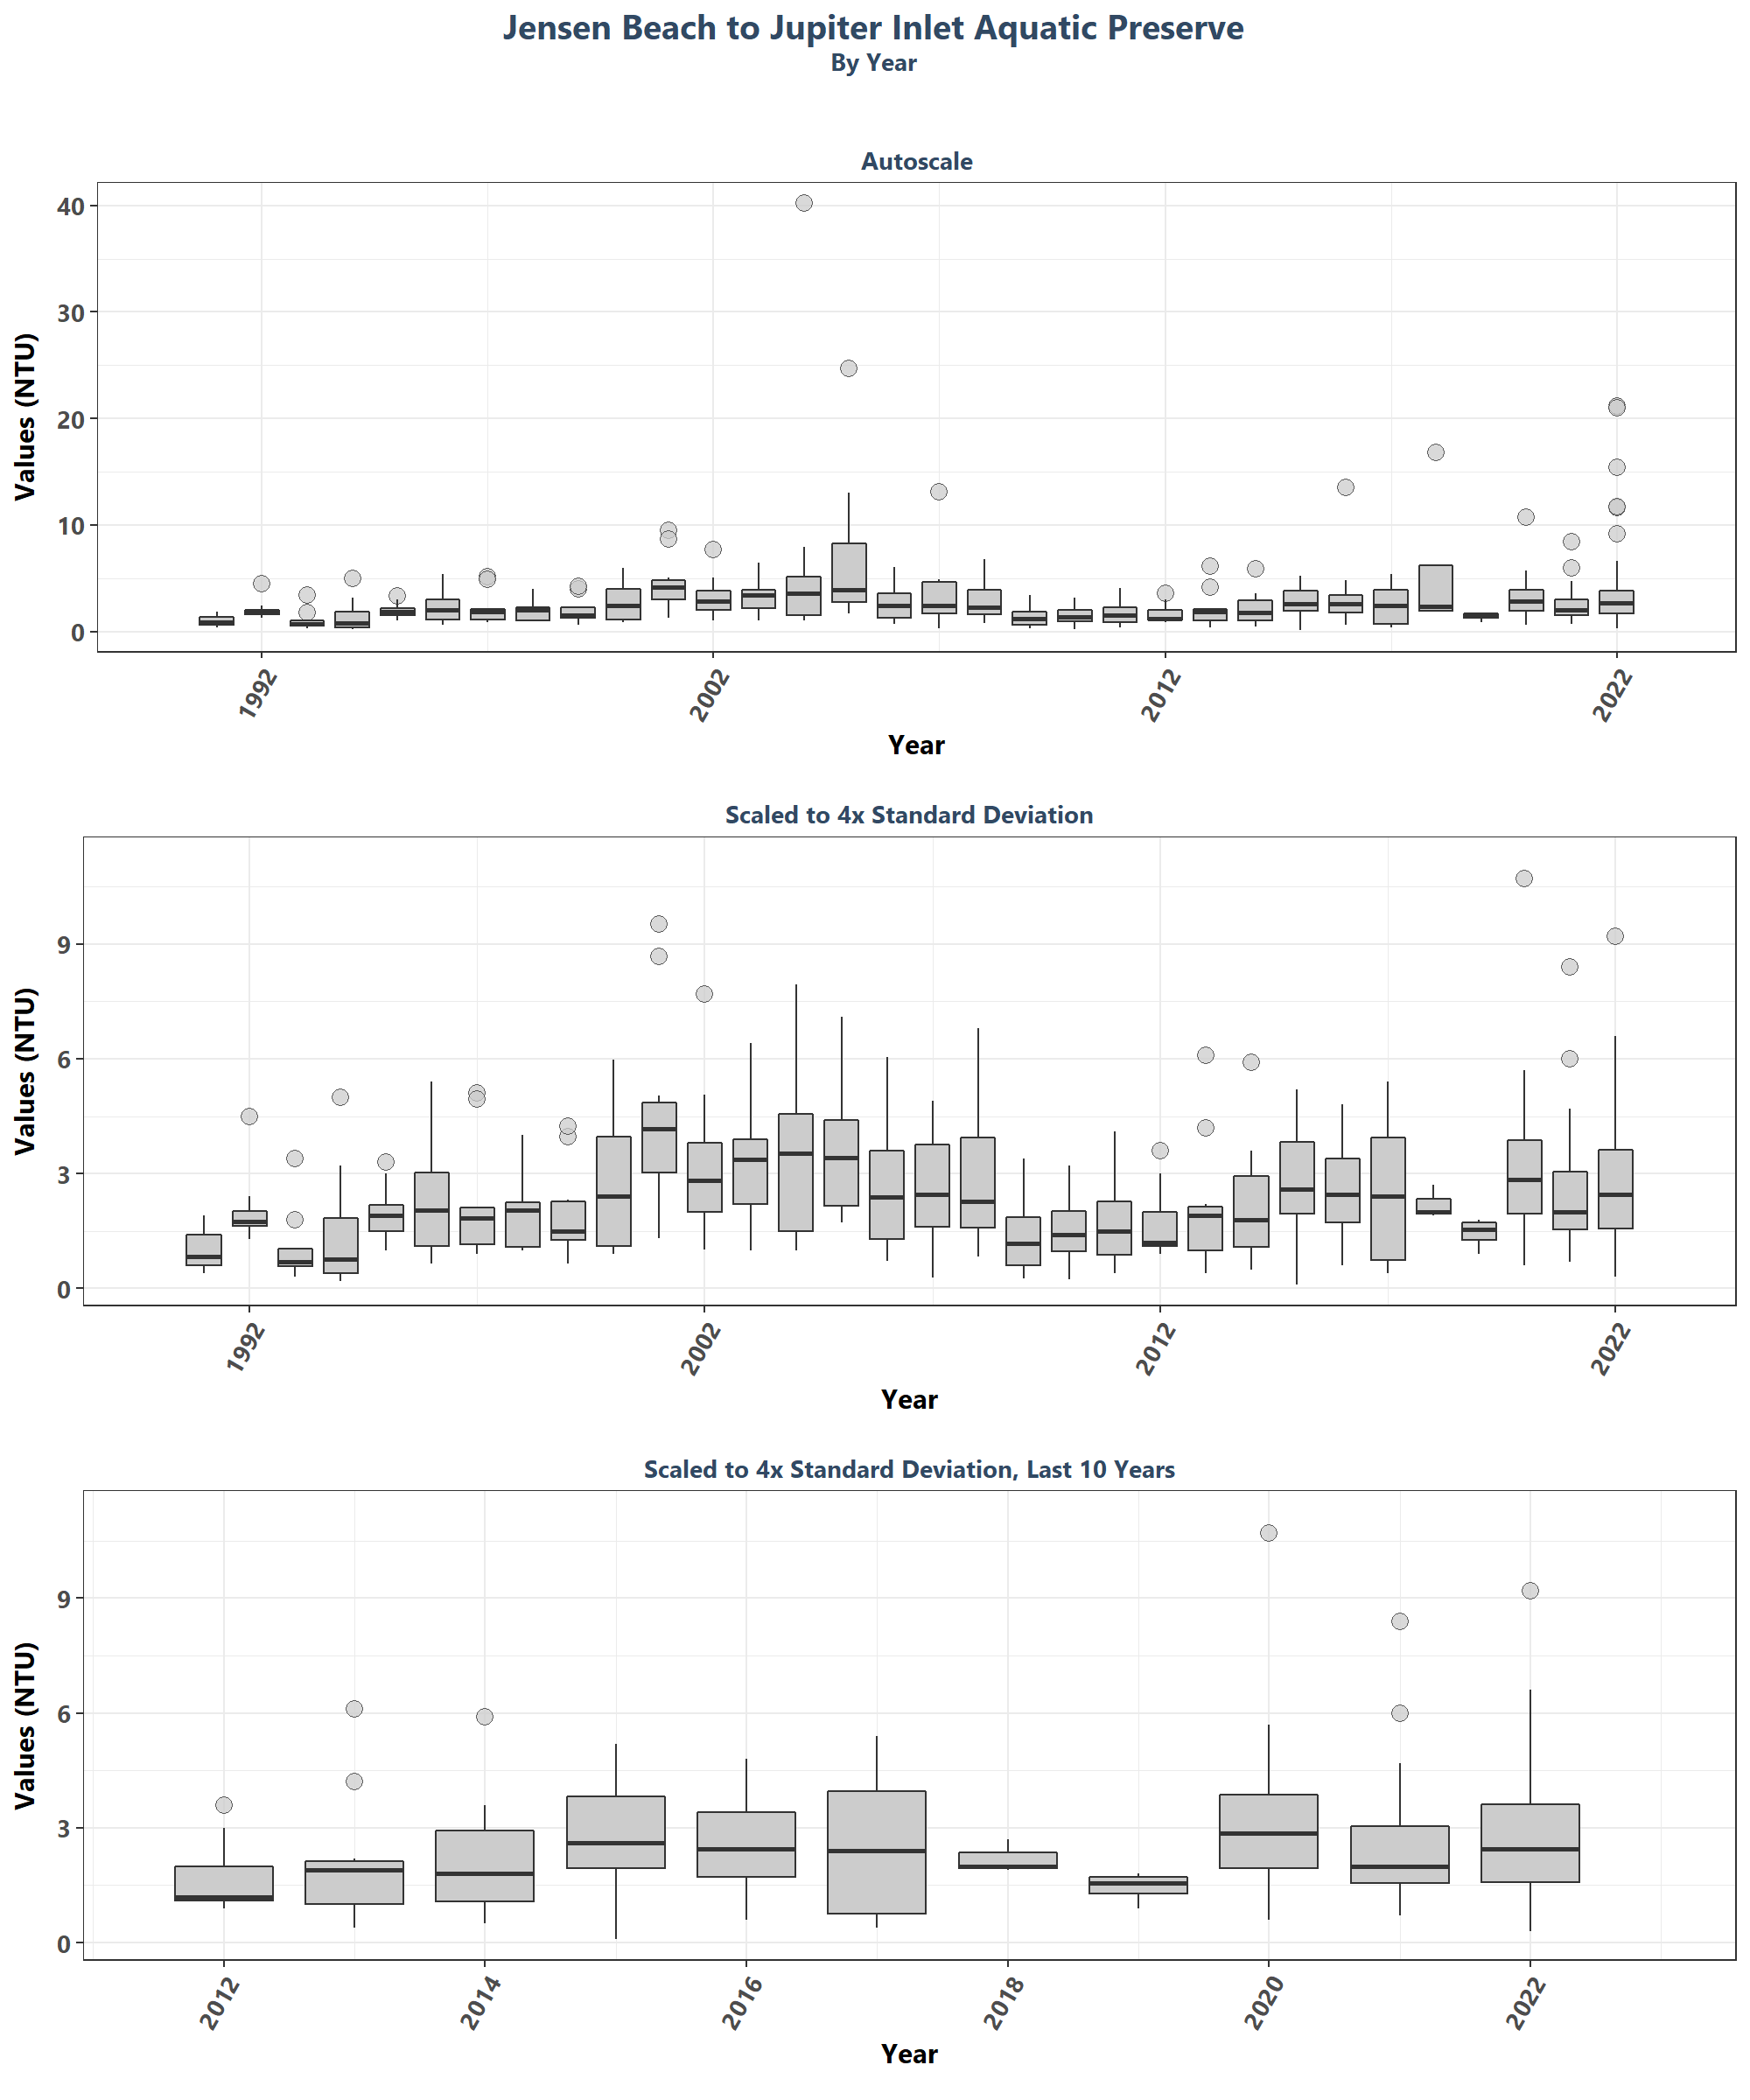 Jensen Beach to Jupiter Inlet Aquatic Preserve
By Year
Autoscale
Values (NTU)
40
30
20
10
0
1992
2002
2012
2022
Year
Scaled to 4x Standard Deviation
Values (NTU)
9
6
3
0
1992
2002
2012
2022
Year
Scaled to 4x Standard Deviation, Last 10 Years
Values (NTU)
9
6
3
0
2012
2014
2016
2018
2020
2022
Year